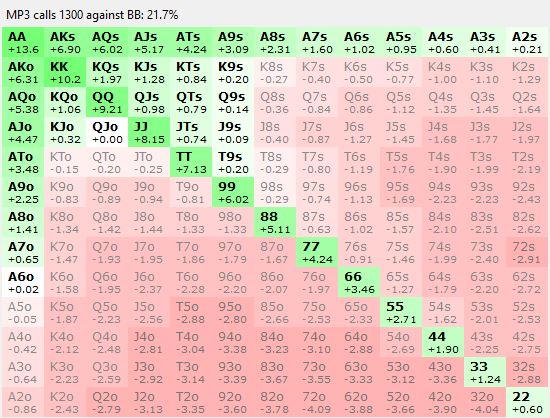 MP3 calls 1300 against BB: 21.7%
AA AKs AQs AJs ATs A9s A8s A7s A6s A5s A4s A3s A2s
+13.6 +6.90 +6.02 +5.17 +4.24 +3.09 +2.31 +1.60 +1.02 +0.95 +0.60 +0.41 +0.21
AKo KK KQs KJs KTs K9s K8s K7s K6s K5s K4s K3s K2s
+6.31 +10.2 +1.97 +1.28 +0.84 +0.20 -0.27 -0.40 -0.50 -0.77 -1.00 -1.10 -1.29
AQo KQo QQ QJs QTs Q9s Q8s Q7s Q6s Q5s Q4s Q3s Q2s
+5.38 +1.06 +9.21 +0.98 +0.79 +0.14 -0.36 -0.84 -0.86 -1.12 -1.35 -1.45 -1.64
AJo KJo QJo JJ JTs J9s J8s J7s J6s J5s J4s J3s J2s
+4.47 +0.32 +0.00 +8.15 +0.74 +0.09 -0.40 -0.87 -1.27 -1.45 -1.68 -1.77 -1.97
ATo KTo QTo JTo TT T9s T8s T7s T6s T5s T4s T3s T2s
+3.48 -0.15 -0.20 -0.25 +7.13 +0.20 -0.30 -0.80 -1.19 -1.76 -1.90 -1.99 -2.19
A9o K9o Q9o J9o T9o 99 98s 97s 96s 95s 94s 93s 92s
+2.25 -0.83 -0.89 -0.94 -0.81 +6.02 -0.29 -0.74 -1.13 -1.69 -2.23 -2.23 -2.43
A8o K8o Q8o J8o T8o 98o 88 87s 86s 85s 84s 83s 82s
+1.41 -1.34 -1.42 -1.44 -1.33 -1.33 +5.11 -0.63 -1.02 -1.57 -2.10 -2.51 -2.62
A7o K7o Q7o J7o T7o 97o 87o 77 76s 75s 74s 73s 72s
+0.65 -1.47 -1.93 -1.95 -1.86 -1.79 -1.68 +4.24 -0.91 -1.46 -1.99 -2.40 -2.91
A6o K6o Q6o J6o T6o 96o 86o 76o 66 65s 64s 63s 62s
+0.02 -1.58 -1.95 -2.37 -2.28 -2.20 -2.07 -1.97 +3.46 -1.27 -1.79 -2.20 -2.72
A5o K5o Q5o J5o T5o 95o 85o 75o 65o 55 54s 53s 52s
-0.05 -1.87 -2.23 -2.56 -2.88 -2.80 -2.66 -2.53 -2.33 +2.71 -1.62 -2.01 -2.53
A4o K4o Q4o J4o T4o 94o 84o 74o 64o 54o 44 43s 42s
-0.42 -2.12 -2.48 -2.81 -3.04 -3.38 -3.23 -3.10 -2.88 -2.69 +1.90 -2.25 -2.75
A3o K3o Q3o J3o T3o 93o 83o 73o 63o 53o 43o 33 32s
-0.64 -2.23 -2.59 -2.92 -3.14 -3.39 -3.67 -3.55 -3.33 -3.12 -3.36 +1.24 -2.88
A2o K2o Q2o J2o T2o 92o 82o 72o 62o 52o 42o 32o 22
-0.86 -2.43 -2.79 -3.13 -3.35 -3.60 -3.78 -4.09 -3.88 -3.66 -3.90 -4.04 +0.60